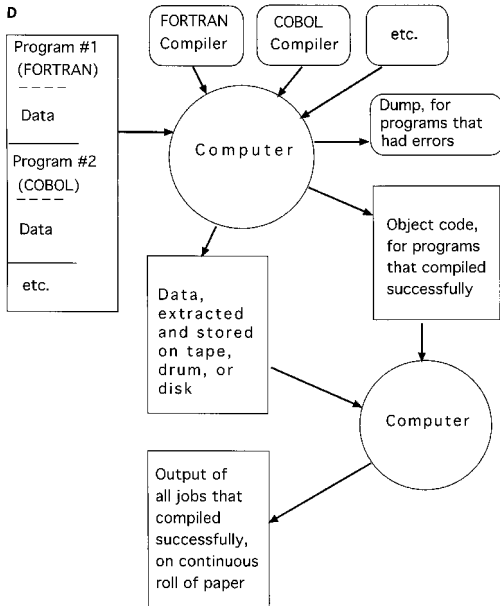 D
Program #1
(FORTRAN)
Data
Program #2
(COBOL)
Data
etc.
FORTRAN
Compiler
COBOL
Compiler
etc.
Computer
Dump, for
programs that
had errors
Object code,
for programs
that compiled
successfully
Data,
extracted
and stored
on tape,
drum, or
disk
Computer
Output of
all jobs that
compiled
successfully,
on continuous
roll of paper